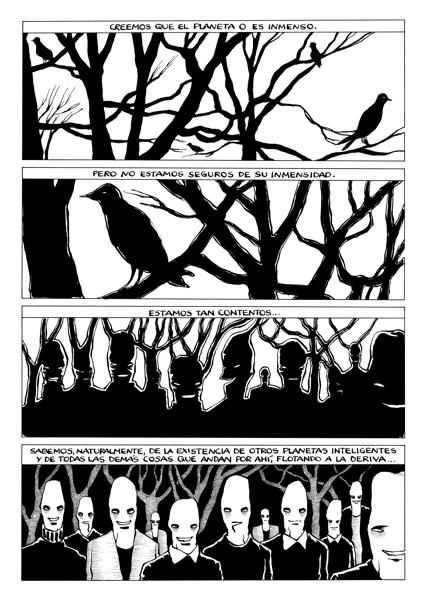 CREEMOS QUE EL PLANETA O ES INMENSO.
PERO NO ESTAMOS SEGUROS DE SU INMENSIDAD.
ESTAMOS TAN CONTENTOS...
SABEMOS, NATURALMENTE, DE LA EXISTENCIA DE OTROS PLANETAS INTELIGENTES
Y DE TODAS LAS DEMÁS COSAS QUE ANDAN POR AHÍ, FLOTANDO A LA DERIVA...